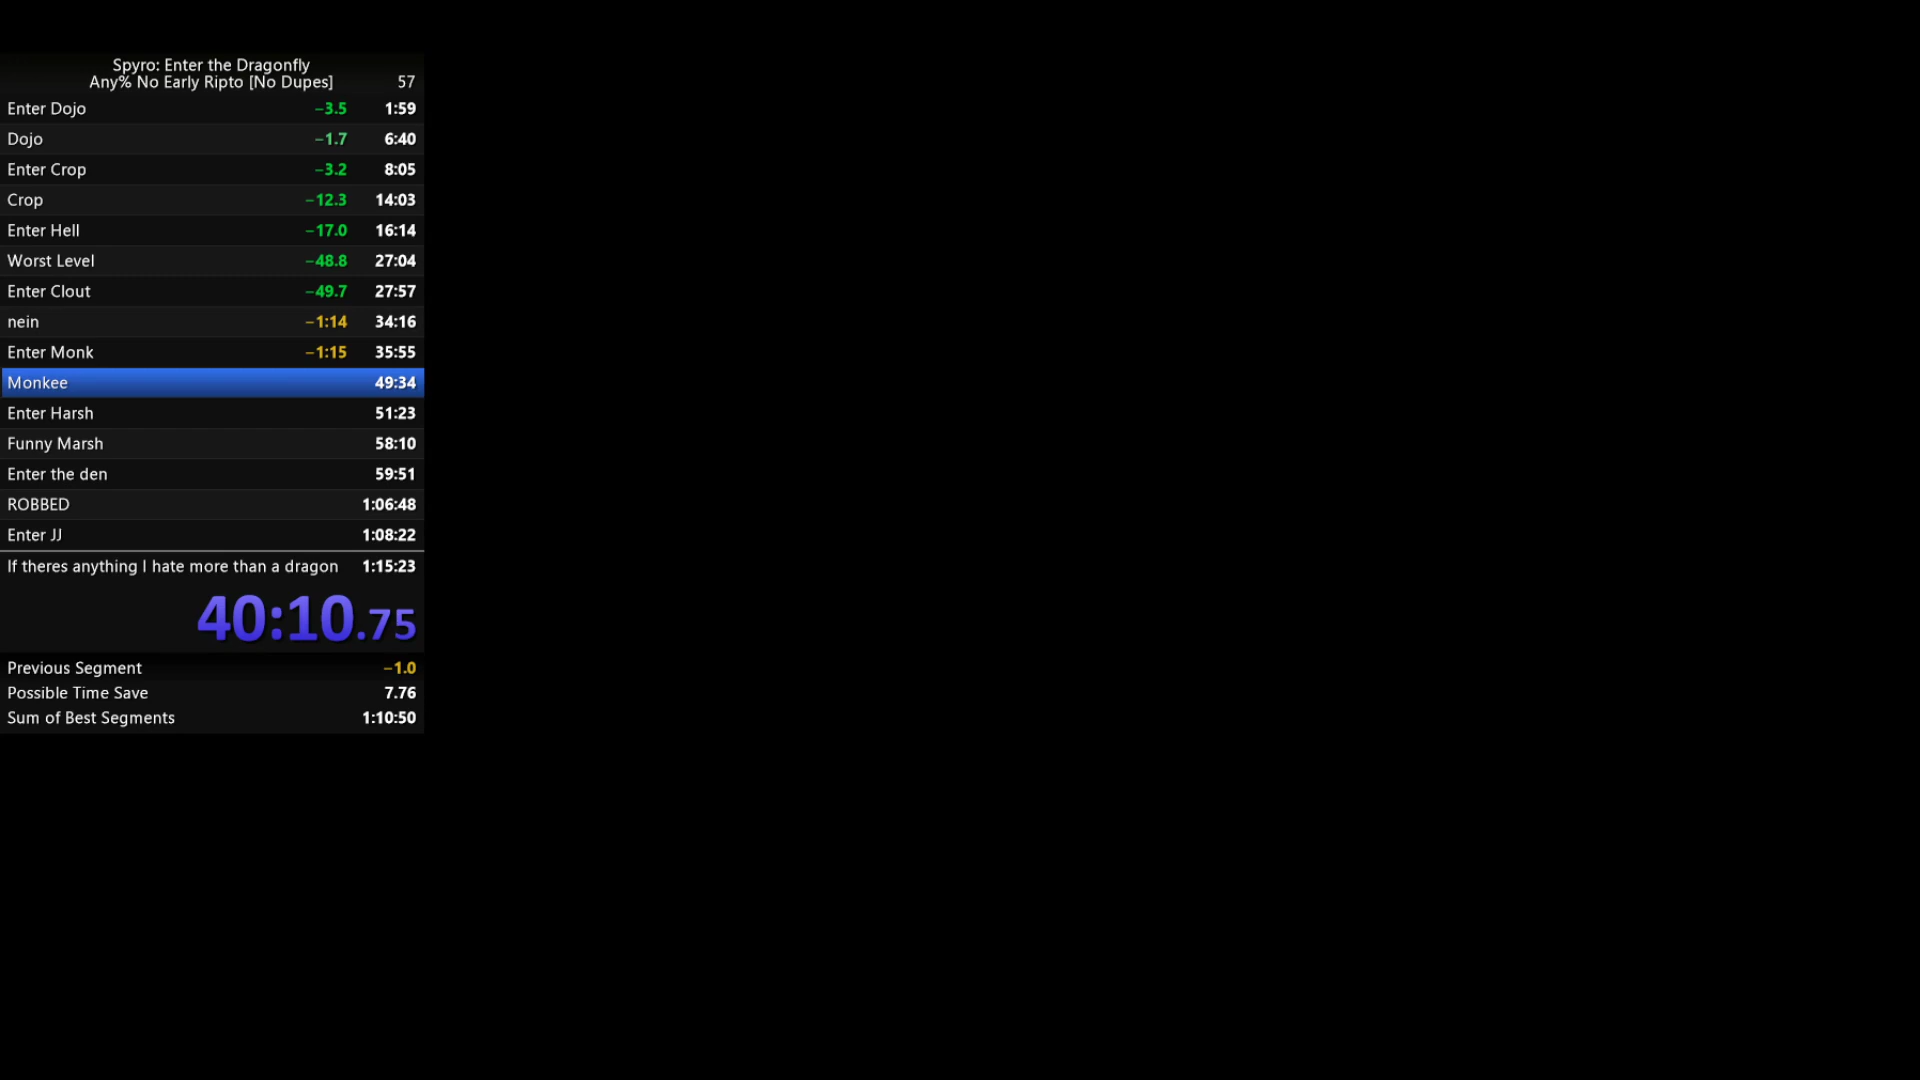 Spyro: Enter the Dragonfly
Any% No Early Ripto [No Dupes] 57
Enter Dojo −3.5 1:59
Dojo −1.7 6:40
Enter Crop −3.2 8:05
Crop −12.3 14:03
Enter Hell −17.0 16:14
Worst Level −48.8 27:04
Enter Clout −49.7 27:57
nein −1:14 34:16
Enter Monk −1:15 35:55
Monkee 49:34
Enter Harsh 51:23
Funny Marsh 58:10
Enter the den 59:51
ROBBED 1:06:48
Enter JJ 1:08:22
If theres anything I hate more than a dragon 1:15:23
40:10.75
Previous Segment −1.0
Possible Time Save 7.76
Sum of Best Segments 1:10:50